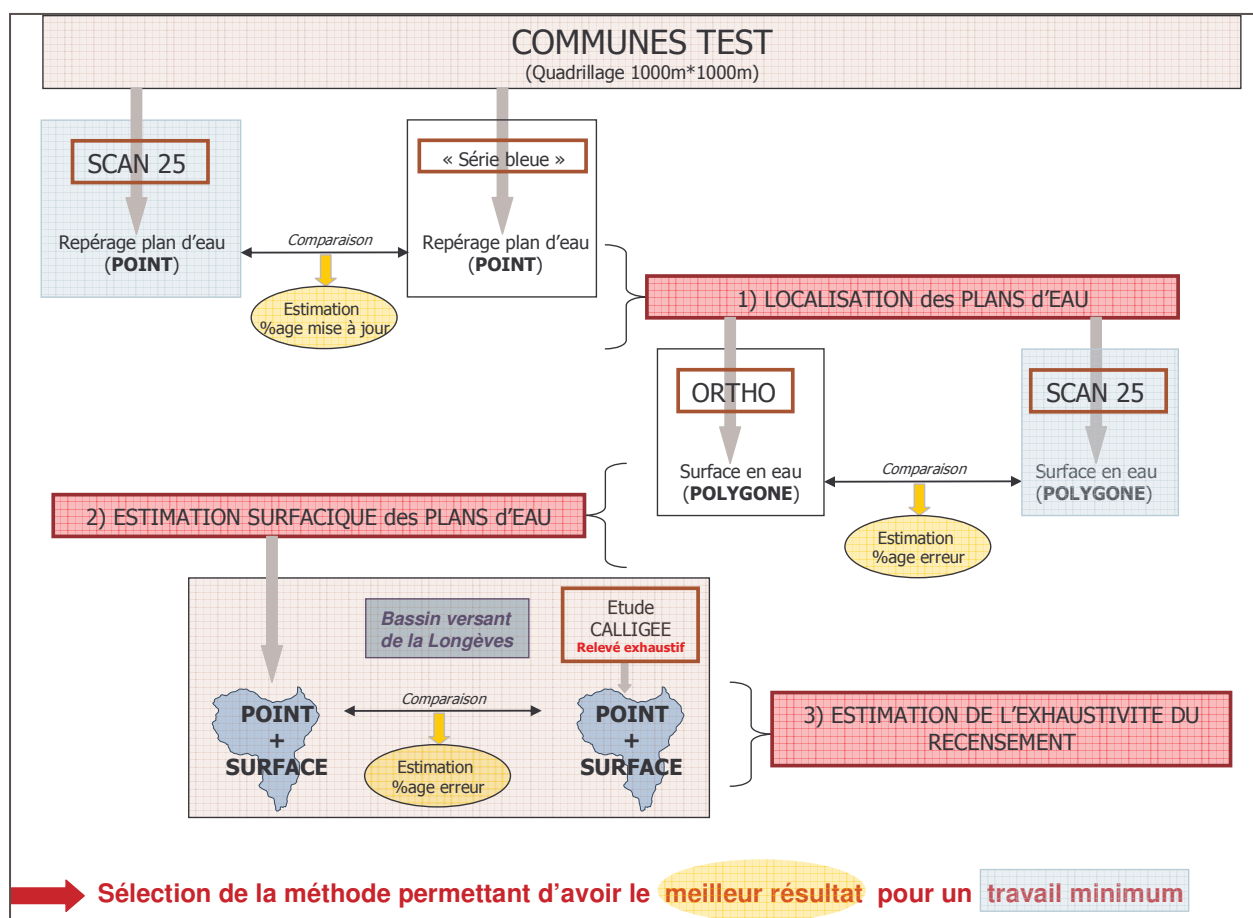 COMMUNES TEST
(Quadrillage 1000m*1000m)
SCAN 25
Repérage plan d'eau
(POINT)
Comparaison
Estimation
%age mise à jour
« Série bleue »
Repérage plan d'eau
(POINT)
1) LOCALISATION des PLANS d'EAU
ORTHO
Surface en eau
(POLYGONE)
Comparaison
Estimation
%age erreur
SCAN 25
Surface en eau
(POLYGONE)
2) ESTIMATION SURFACIQUE des PLANS d'EAU
Bassin versant
de la Longèves
Etude
CALLIGEE
Relevé exhaustif
POINT
+
SURFACE
Comparaison
Estimation
%age erreur
POINT
+
SURFACE
3) ESTIMATION DE L'EXHAUSTIVITE DU
RECENSEMENT
Sélection de la méthode permettant d'avoir le meilleur résultat pour un travail minimum